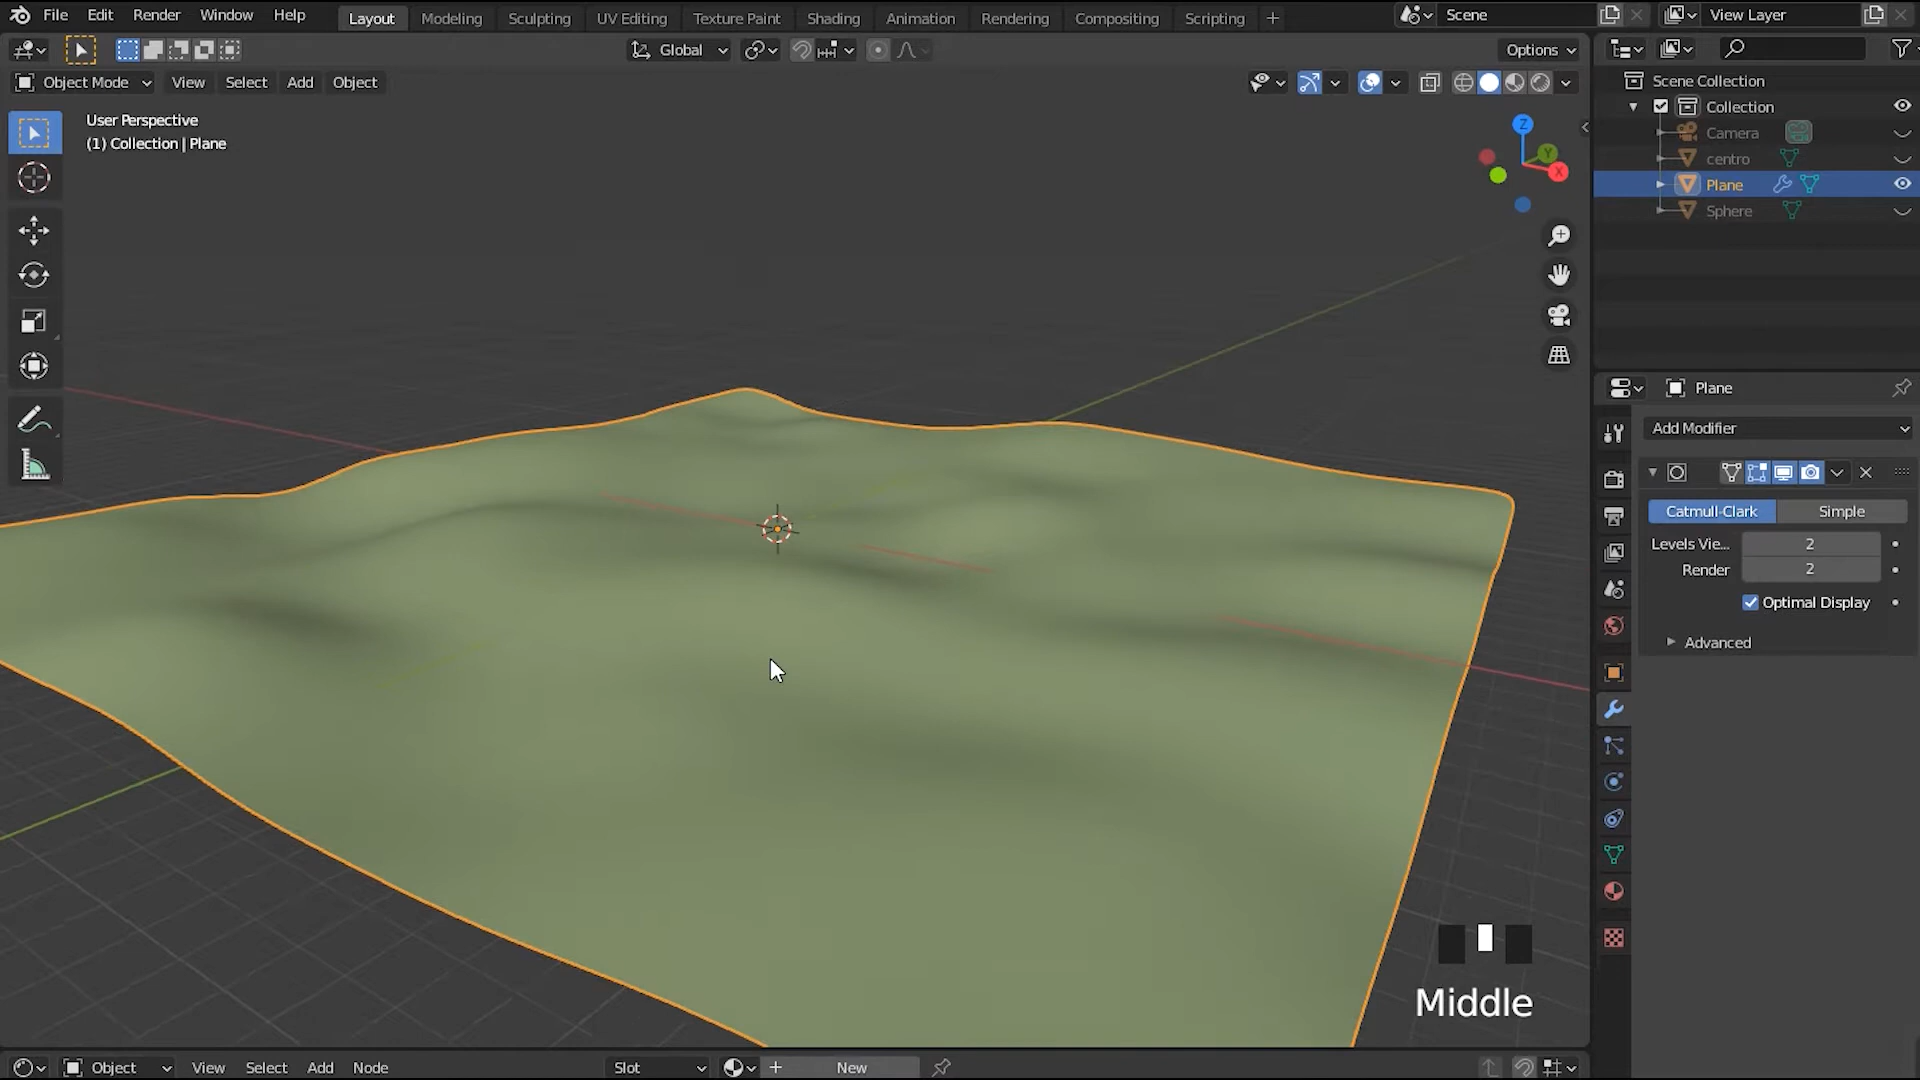 File Edit Render Window Help Layout Modeling Sculpting UV Editing Texture Paint Shading Animation Rendering Compositing Scripting + Scene View Layer
Global Options
Object Mode View Select Add Object
User Perspective
(1) Collection | Plane
Z
Y
X
Scene Collection
Collection
Camera
centro
Plane
Sphere
Plane
Add Modifier
Catmull-Clark Simple
Levels Vie... 2
Render 2
Optimal Display
Advanced
Middle
Object View Select Add Node Slot + New